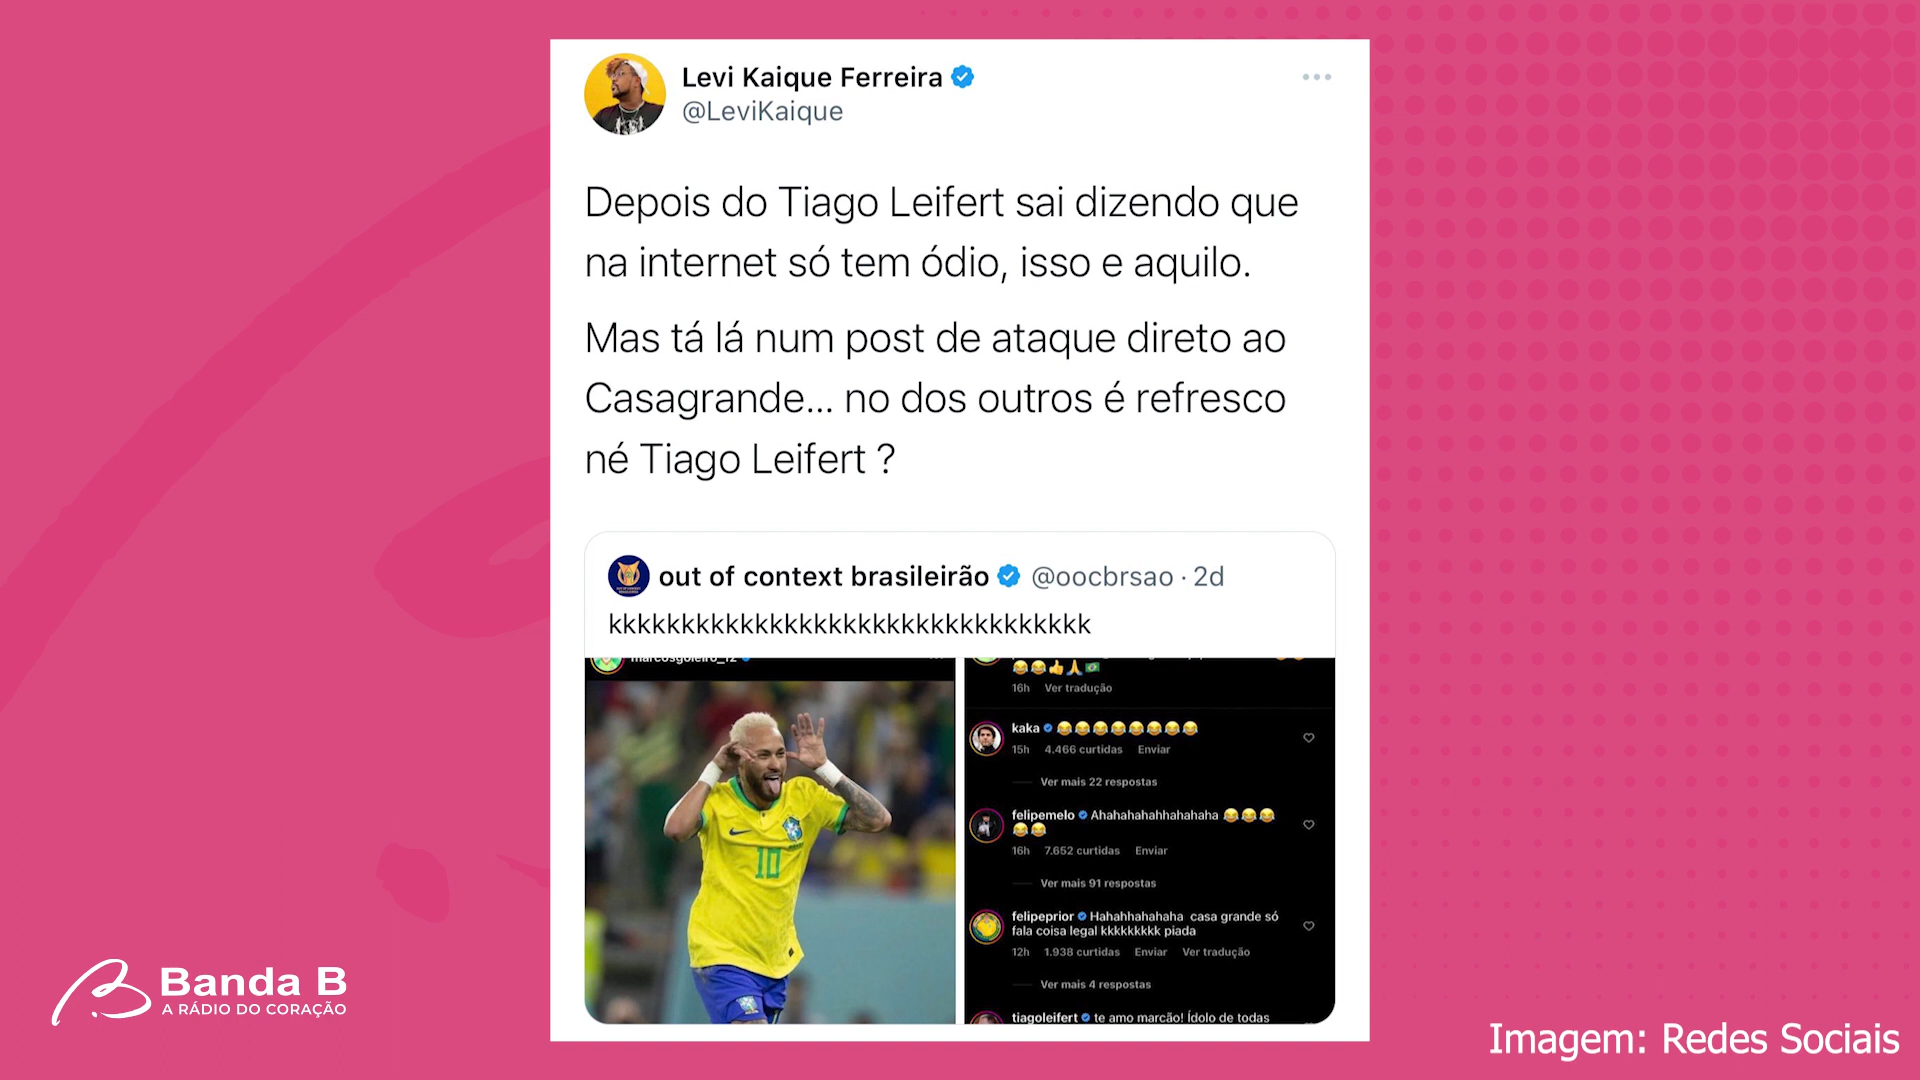 Levi Kaique Ferreira
@LeviKaique
Depois do Tiago Leifert sai dizendo que
na internet só tem ódio, isso e aquilo.
Mas tá lá num post de ataque direto ao
Casagrande... no dos outros é refresco
né Tiago Leifert ?
out of context brasileirão @oocbrsao · 2d
kkkkkkkkkkkkkkkkkkkkkkkkkkkkkkkkk
marcosgoleiro_12
10
16h Ver tradução
kaka 😂😂😂😂😂😂😂😂
15h 4.466 curtidas Enviar
Ver mais 22 respostas
felipemelo Ahahahahahhahahaha 😂😂😂
😂😂
16h 7.652 curtidas Enviar
Ver mais 91 respostas
felipeprior Hahahhahahaha casa grande só
fala coisa legal kkkkkkkkk piada
12h 1.938 curtidas Enviar Ver tradução
Ver mais 4 respostas
tiagoleifert te amo marcão! Ídolo de todas
Banda B
A RÁDIO DO CORAÇÃO
Imagem: Redes Sociais